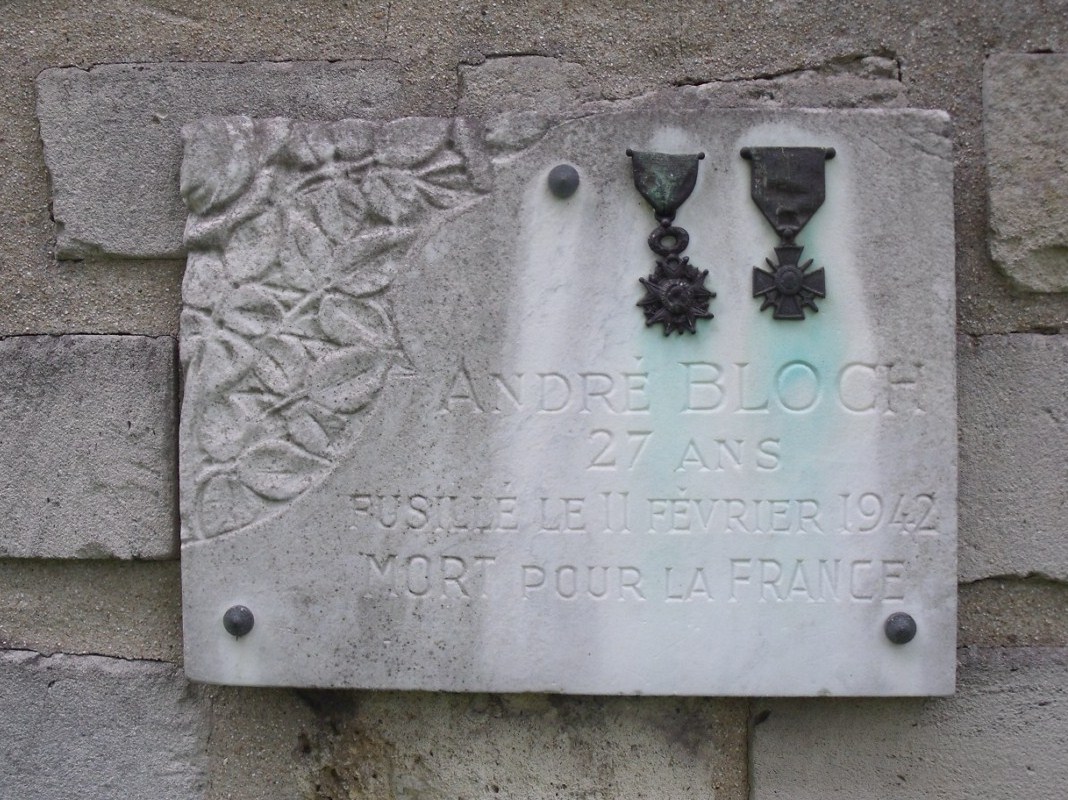 ANDRÉ BLOCH
27 ANS
FUSILLÉ LE 11 FÉVRIER 1942
MORT POUR LA FRANCE